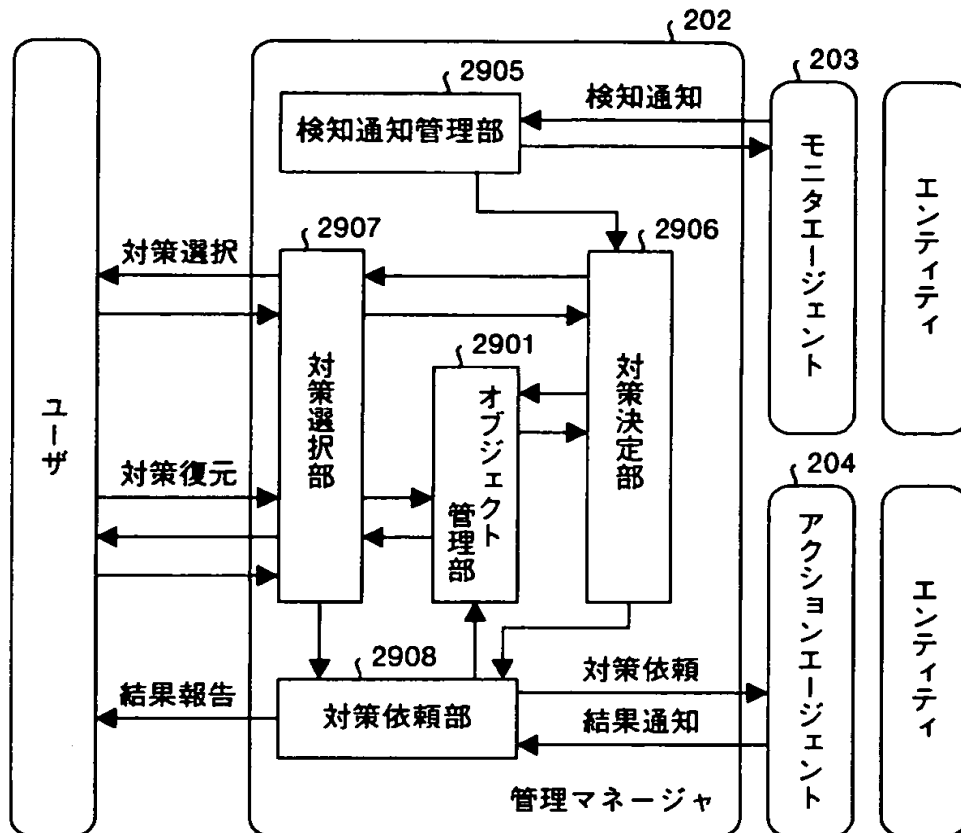 202
2905
検知通知管理部
検知通知
203
モニタエージェント
エンティティ
ユーザ
対策選択
2907
対策選択部
2906
対策決定部
2901
オブジェクト
管理部
対策復元
204
アクションエージェント
エンティティ
2908
対策依頼部
対策依頼
結果報告
結果通知
管理マネージャ